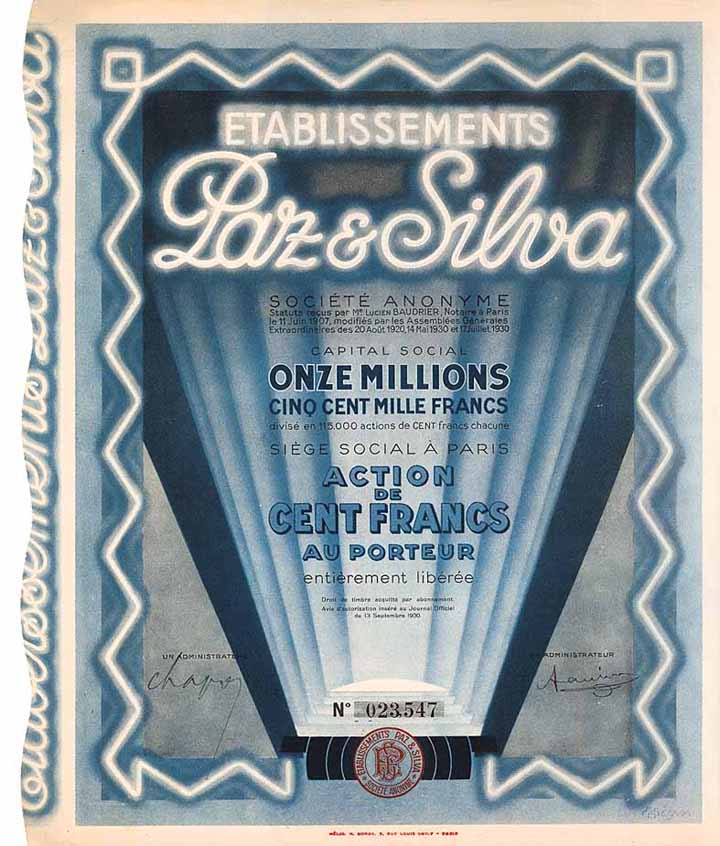 ETABLISSEMENTS
Paz & Silva
SOCIÉTÉ ANONYME
Statuts reçus par Me LUCIEN BAUDRIER, Notaire à Paris
le 11 Juin 1907, modifiés par les Assemblées Générales
Extraordinaires des 20 Août 1920, 14 Mai 1930 et 17 Juillet 1930
CAPITAL SOCIAL
ONZE MILLIONS
CINQ CENT MILLE FRANCS
divisé en 115.000 actions de CENT francs chacune
SIÈGE SOCIAL À PARIS
ACTION
DE
CENT FRANCS
AU PORTEUR
entièrement libérée
Droit de timbre acquitté par abonnement.
Avis d'autorisation inséré au Journal Officiel
du 13 Septembre 1930.
UN ADMINISTRATEUR
UN ADMINISTRATEUR
N° 023.547
ETABLISSEMENTS PAZ & SILVA
SOCIÉTÉ ANONYME
Etablissements Paz & Silva